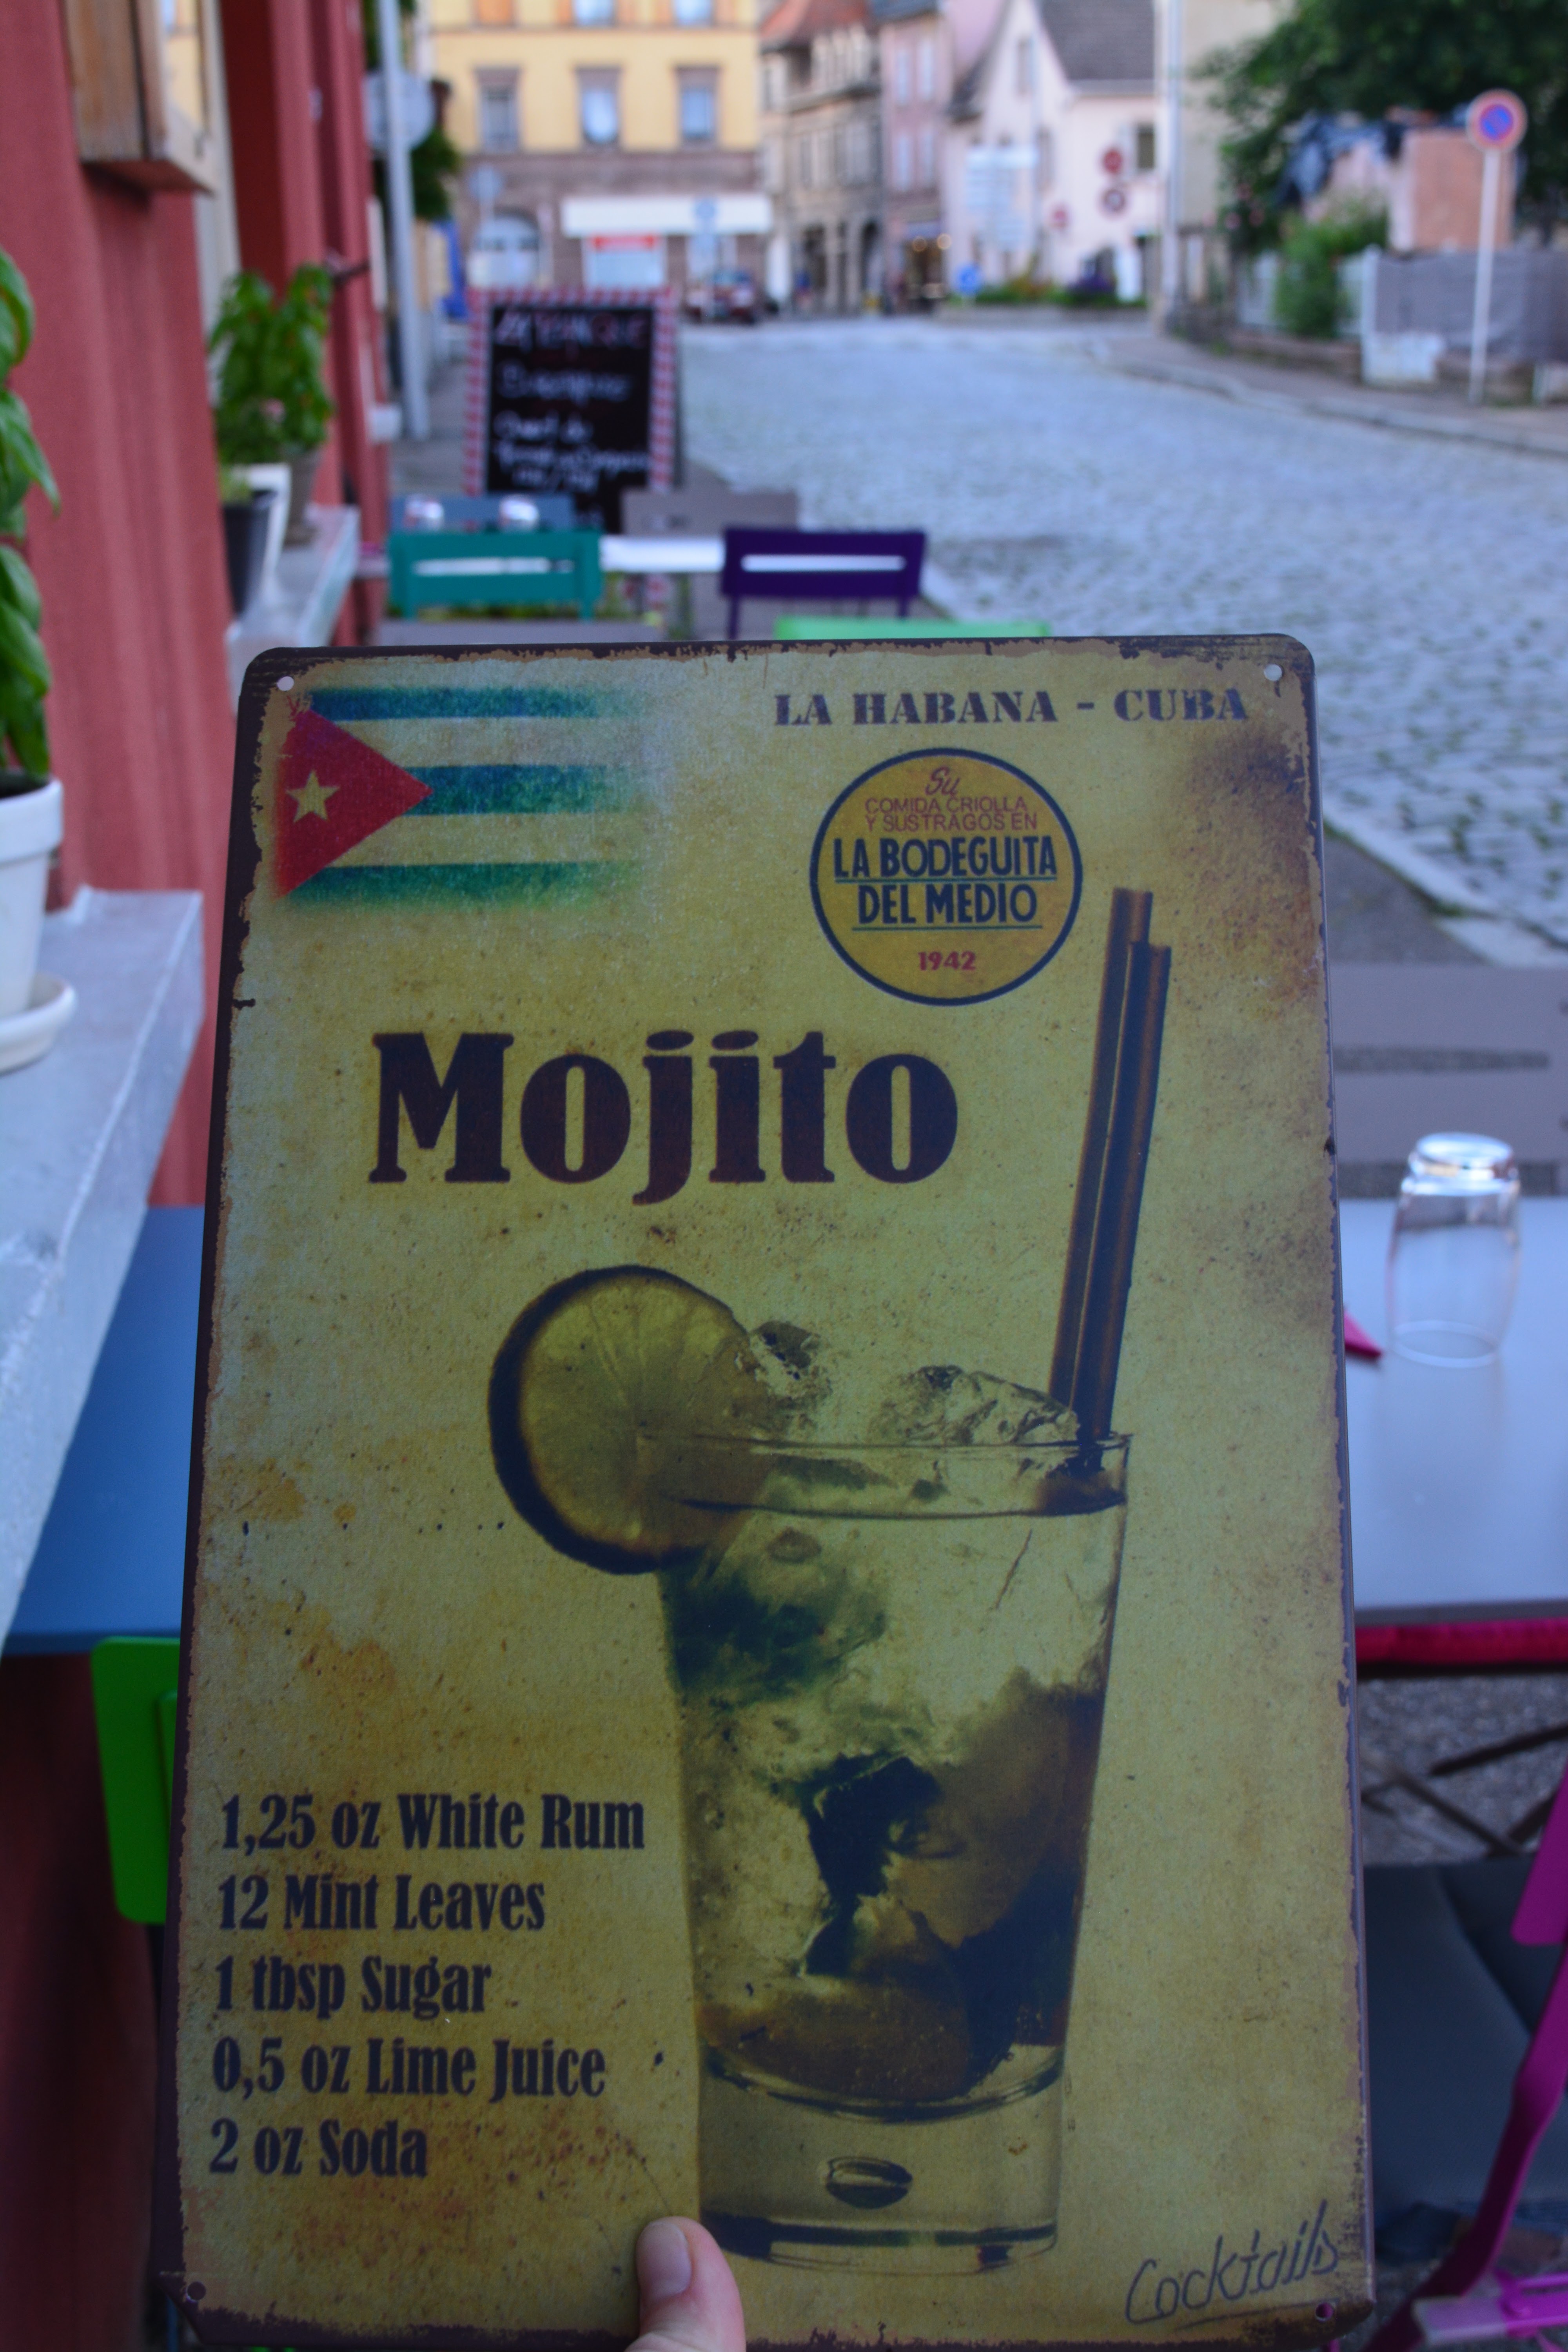 LA HABANA - CUBA
Su
COMIDA CRIOLLA
Y SUSTRAGOS EN
LA BODEGUITA
DEL MEDIO
1942
Mojito
1,25 oz White Rum
12 Mint Leaves
1 tbsp Sugar
0,5 oz Lime Juice
2 oz Soda
Cocktails